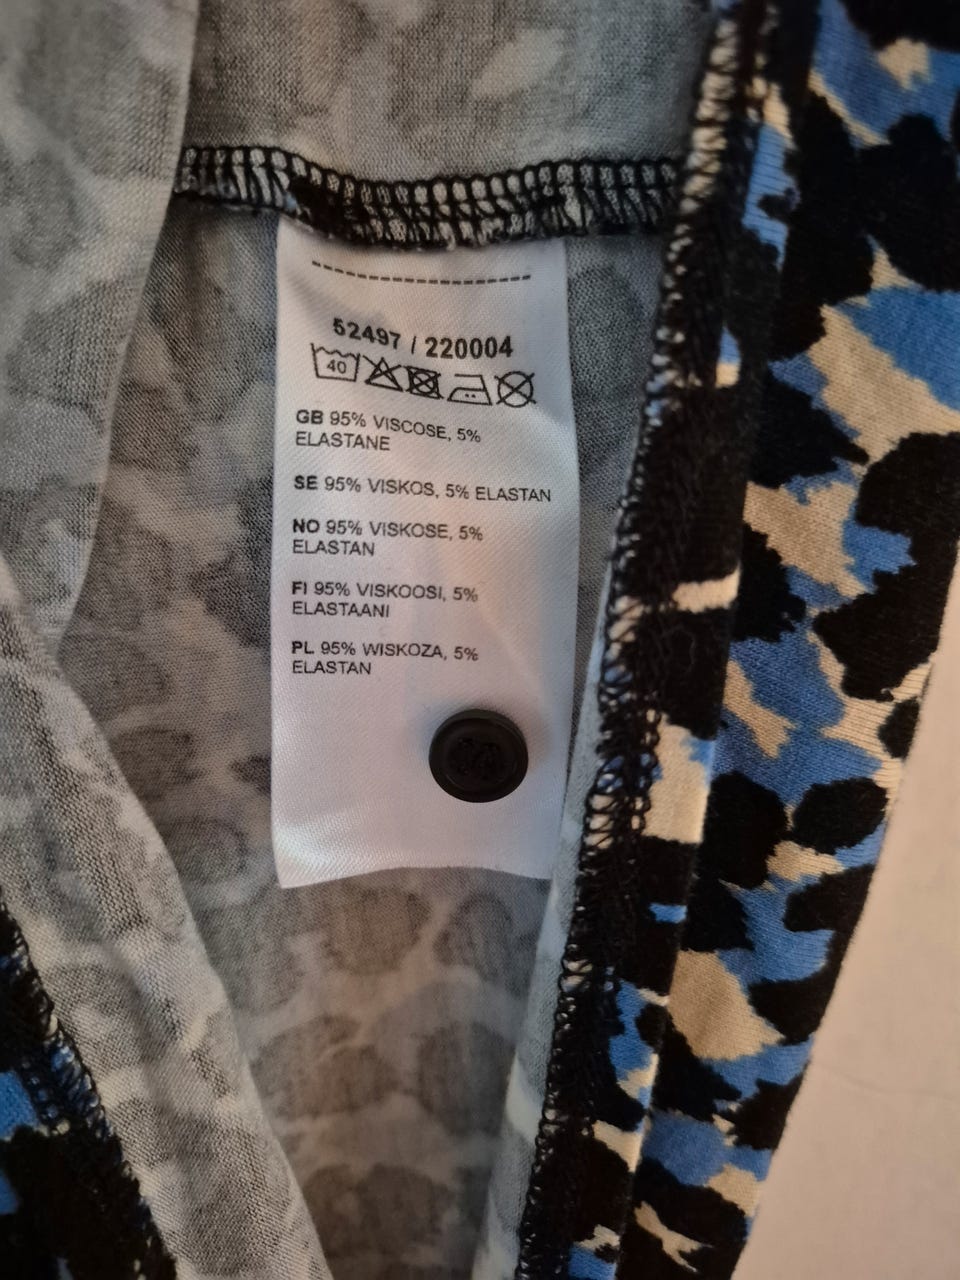 52497 / 220004
40
GB 95% VISCOSE, 5%
ELASTANE
SE 95% VISKOS, 5% ELASTAN
NO 95% VISKOSE, 5%
ELASTAN
FI 95% VISKOOSI, 5%
ELASTAANI
PL 95% WISKOZA, 5%
ELASTAN